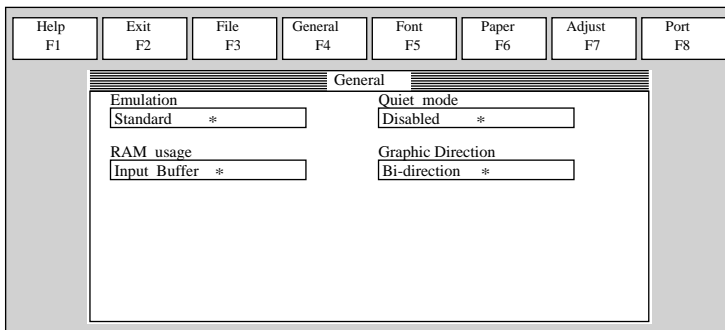 Help Exit File General Font Paper Adjust Port
F1 F2 F3 F4 F5 F6 F7 F8
General
Emulation Quiet mode
Standard * Disabled *
RAM usage Graphic Direction
Input Buffer * Bi-direction *